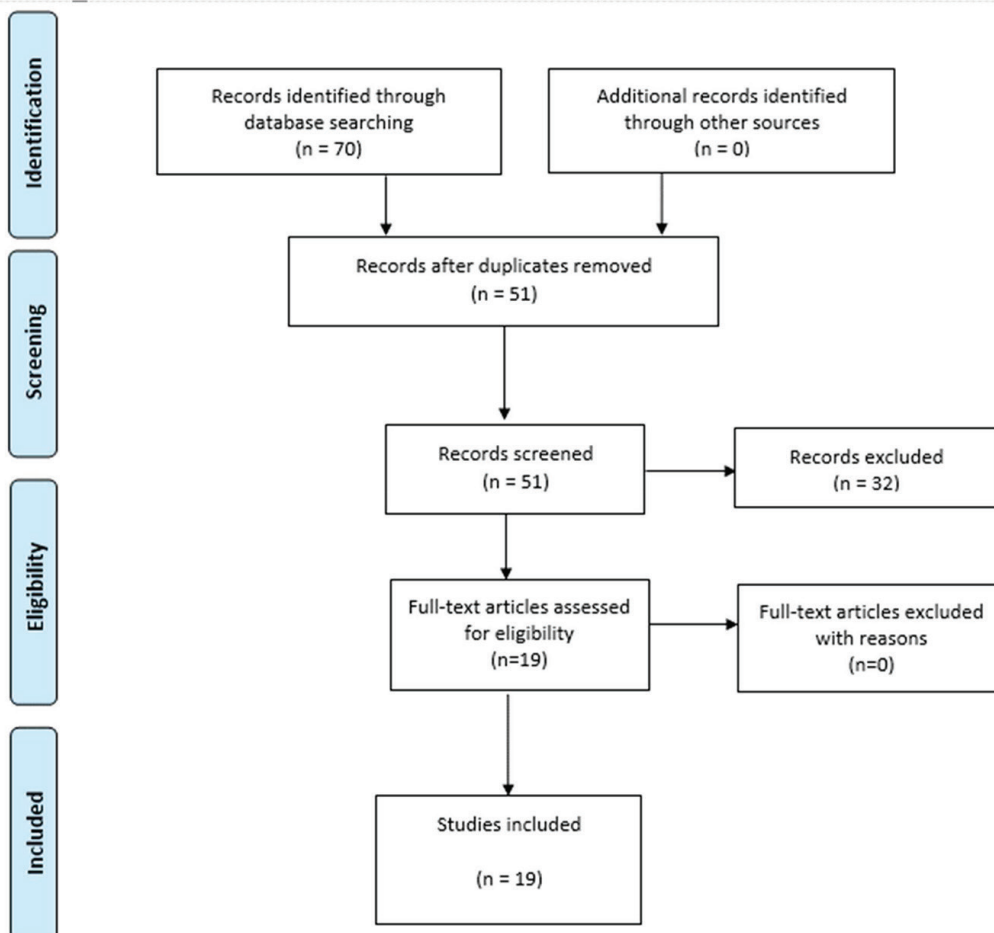 Identification
Records identified through
database searching
(n = 70)
Additional records identified
through other sources
(n = 0)
Screening
Records after duplicates removed
(n = 51)
Records screened
(n = 51)
Records excluded
(n = 32)
Eligibility
Full-text articles assessed
for eligibility
(n=19)
Full-text articles excluded
with reasons
(n=0)
Included
Studies included
(n = 19)